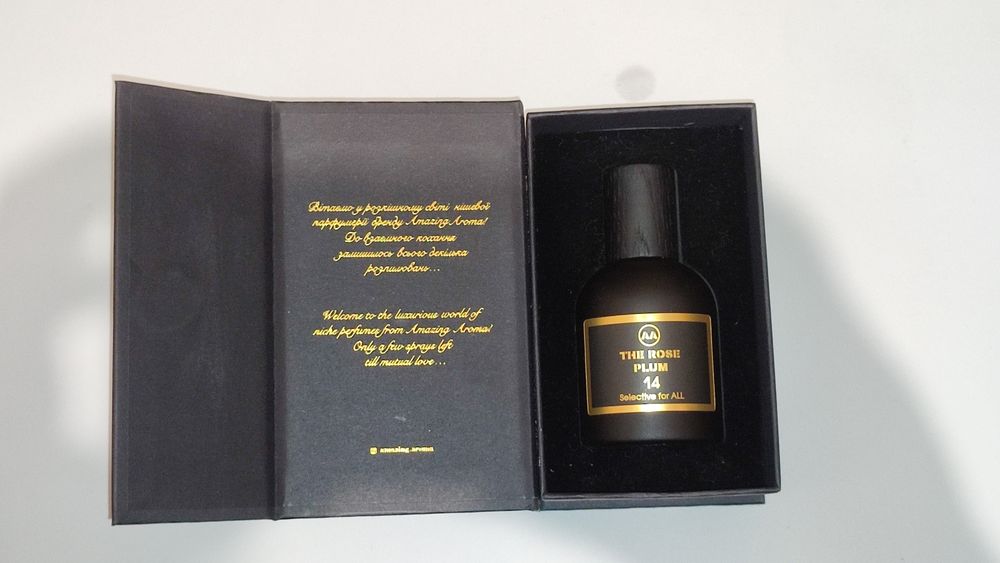 Вітаємо у розкішному світі нішевої
парфумерії бренду Amazing Aroma!
До взаємного кохання
залишилось всього декілька
розпилювань...
Welcome to the luxurious world of
niche perfumes from Amazing Aroma!
Only a few sprays left
till mutual love...
amazing.aroma
AA
THE ROSE
PLUM
14
Selective for ALL